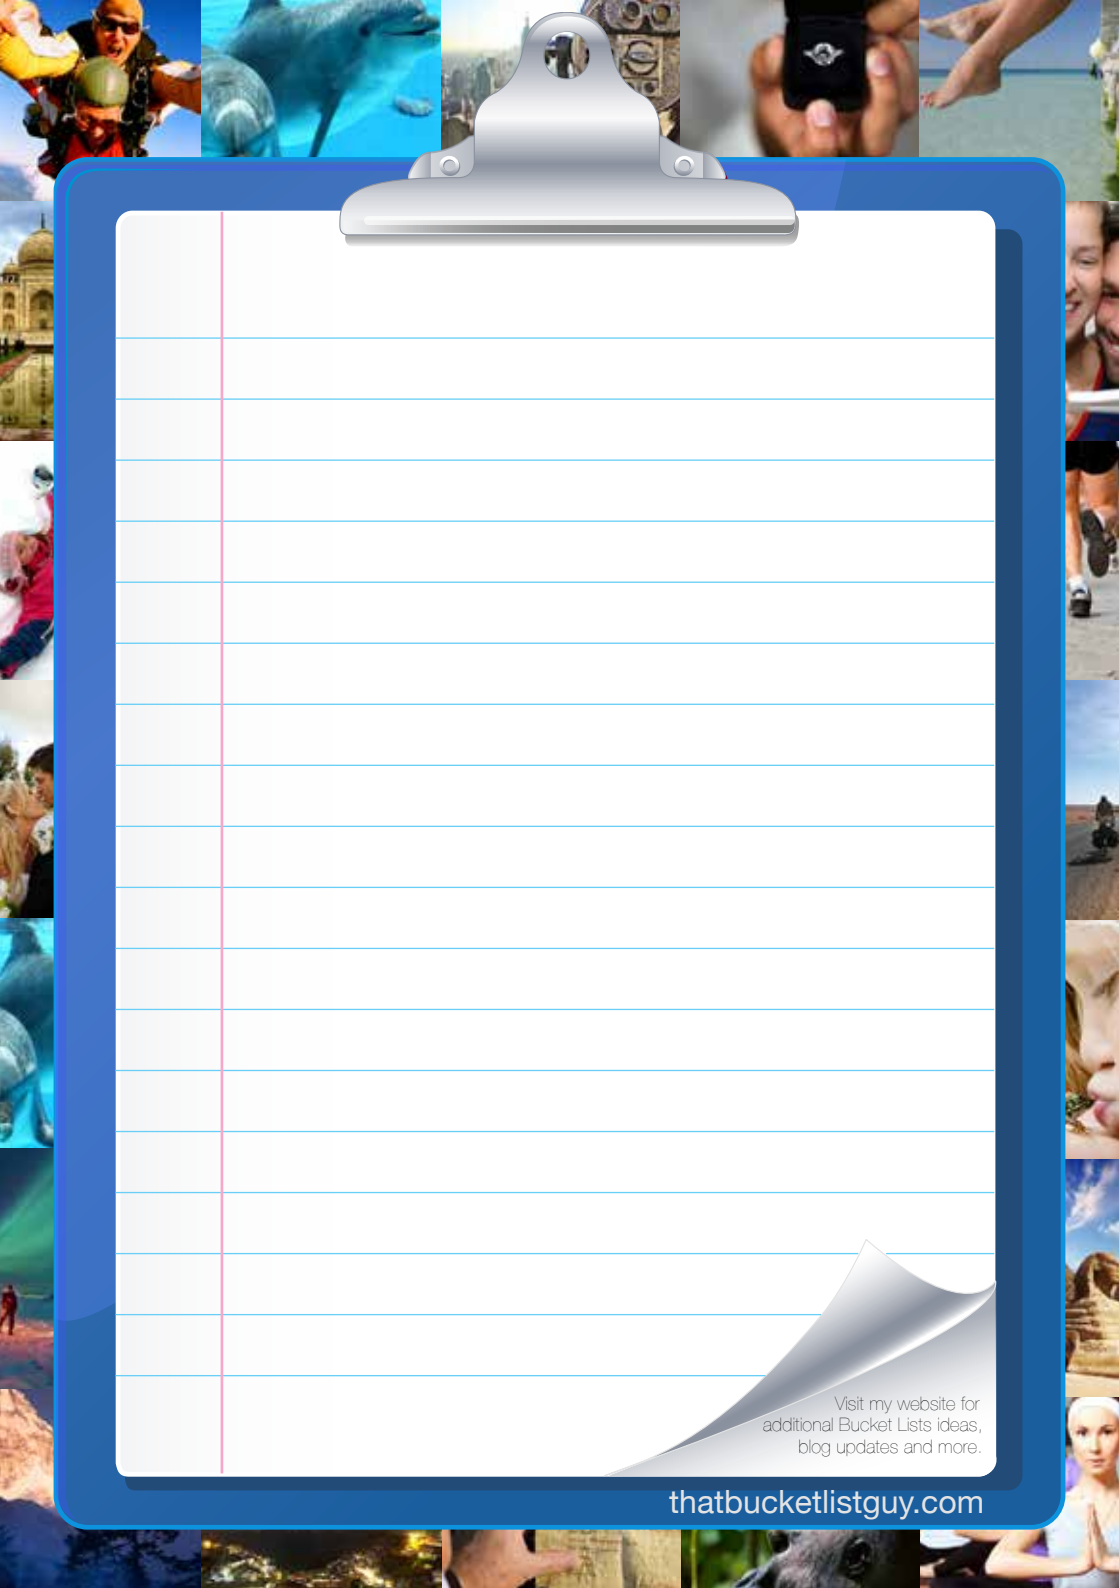 Visit my website for
additional Bucket Lists ideas,
blog updates and more.
thatbucketlistguy.com